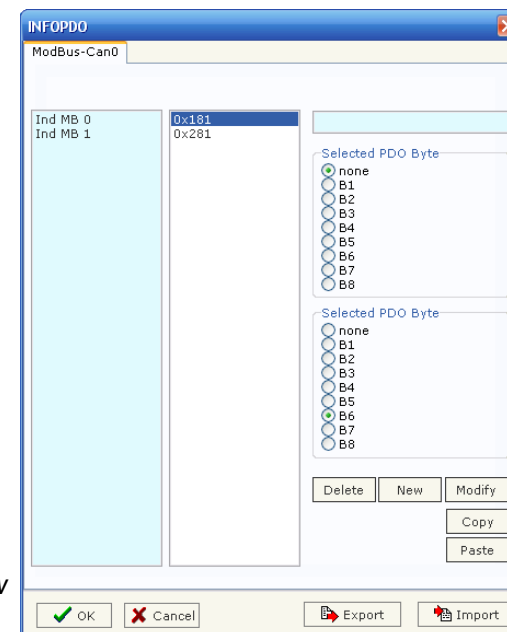 INFOPDO
ModBus-Can0
Ind MB 0
Ind MB 1
0x181
0x281
Selected PDO Byte
none
B1
B2
B3
B4
B5
B6
B7
B8
Selected PDO Byte
none
B1
B2
B3
B4
B5
B6
B7
B8
Delete
New
Modify
Copy
Paste
OK
Cancel
Export
Import